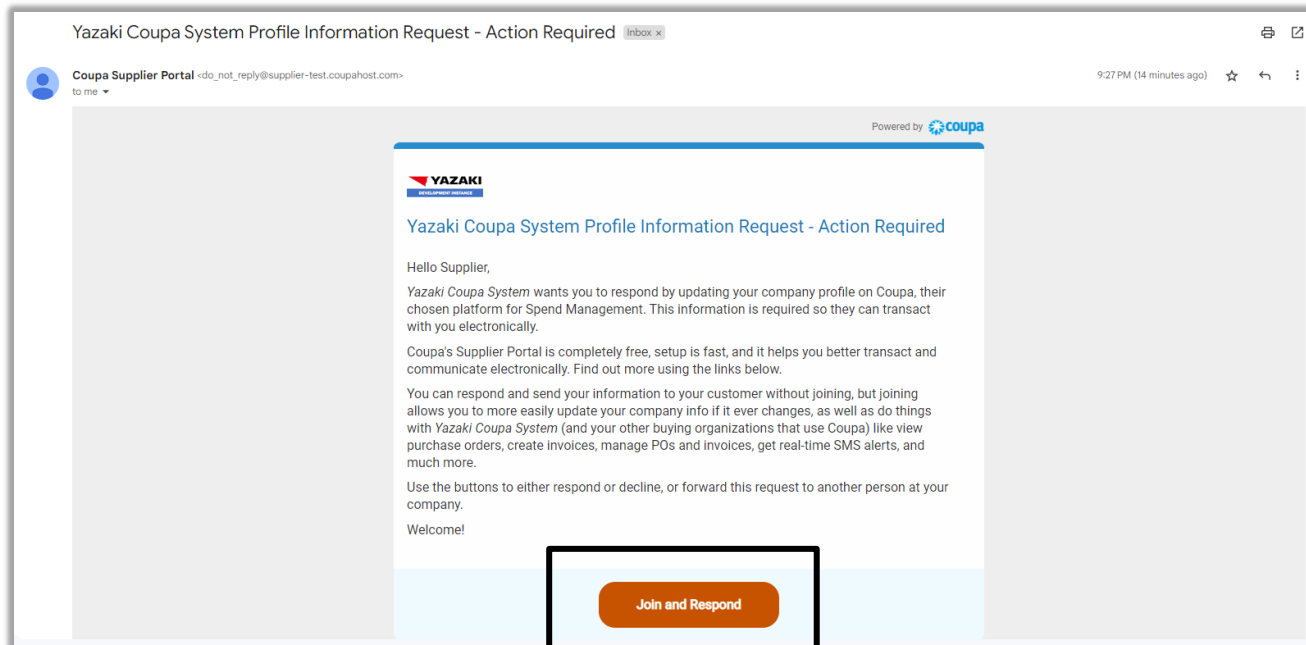 Yazaki Coupa System Profile Information Request - Action Required Inbox x
Coupa Supplier Portal <do_not_reply@supplier-test.coupahost.com> 9:27 PM (14 minutes ago)
to me
Powered by coupa
YAZAKI
DEVELOPMENT INSTANCE
Yazaki Coupa System Profile Information Request - Action Required
Hello Supplier,
Yazaki Coupa System wants you to respond by updating your company profile on Coupa, their
chosen platform for Spend Management. This information is required so they can transact
with you electronically.
Coupa's Supplier Portal is completely free, setup is fast, and it helps you better transact and
communicate electronically. Find out more using the links below.
You can respond and send your information to your customer without joining, but joining
allows you to more easily update your company info if it ever changes, as well as do things
with Yazaki Coupa System (and your other buying organizations that use Coupa) like view
purchase orders, create invoices, manage POs and invoices, get real-time SMS alerts, and
much more.
Use the buttons to either respond or decline, or forward this request to another person at your
company.
Welcome!
Join and Respond